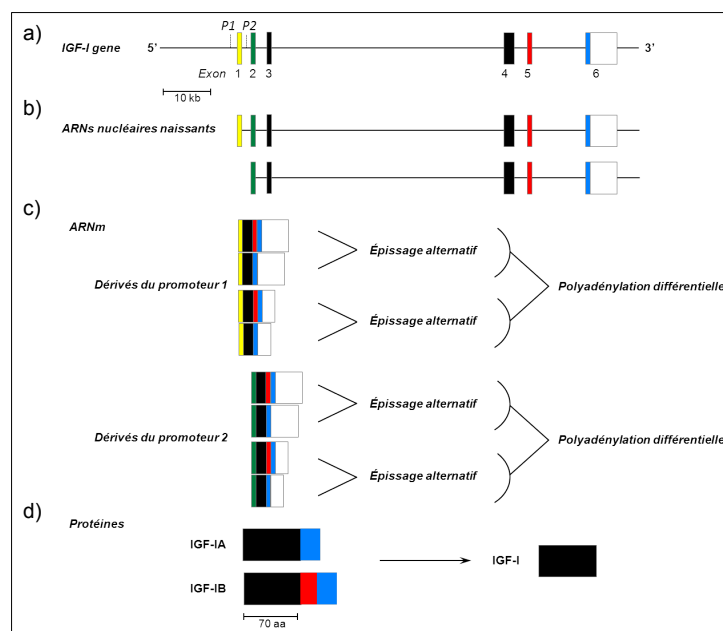 a)
P1 P2
IGF-I gene 5' 3'
Exon 1 2 3 4 5 6
10 kb
b)
ARNs nucléaires naissants
c)
ARNm
Épissage alternatif
Dérivés du promoteur 1 Polyadénylation différentielle
Épissage alternatif
Épissage alternatif
Dérivés du promoteur 2 Polyadénylation différentielle
Épissage alternatif
d)
Protéines
IGF-IA IGF-I
IGF-IB
70 aa